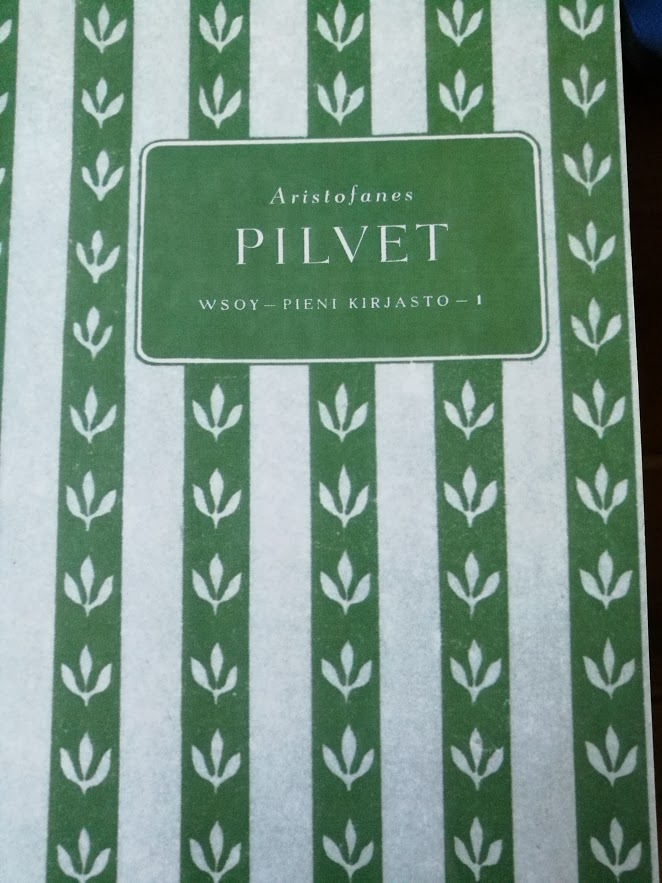 Aristofanes
PILVET
WSOY – PIENI KIRJASTO – 1